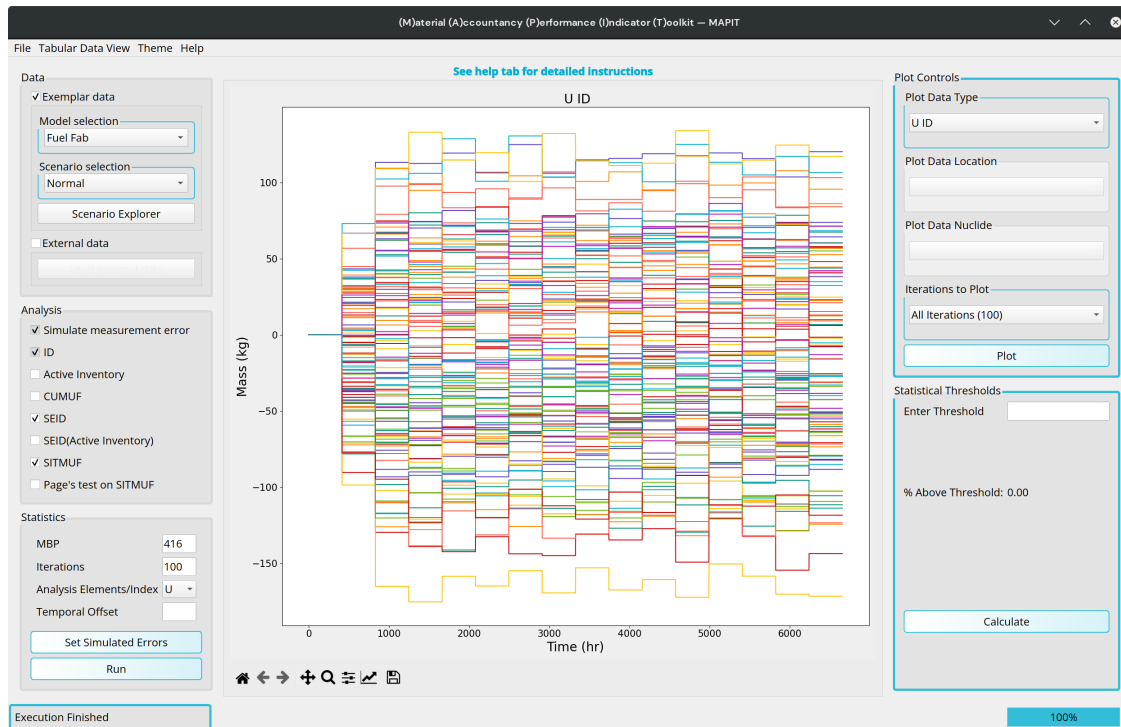 (M)aterial (A)ccountancy (P)erformance (I)ndicator (T)oolkit — MAPIT
File Tabular Data View Theme Help
See help tab for detailed instructions
Data
Exemplar data
Model selection
Fuel Fab
Scenario selection
Normal
Scenario Explorer
External data
Analysis
Simulate measurement error
ID
Active Inventory
CUMUF
SEID
SEID(Active Inventory)
SITMUF
Page's test on SITMUF
Statistics
MBP 416
Iterations 100
Analysis Elements/Index U
Temporal Offset
Set Simulated Errors
Run
Execution Finished
U ID
Mass (kg)
100
50
0
−50
−100
−150
0 1000 2000 3000 4000 5000 6000
Time (hr)
Plot Controls
Plot Data Type
U ID
Plot Data Location
Plot Data Nuclide
Iterations to Plot
All Iterations (100)
Plot
Statistical Thresholds
Enter Threshold
% Above Threshold: 0.00
Calculate
100%